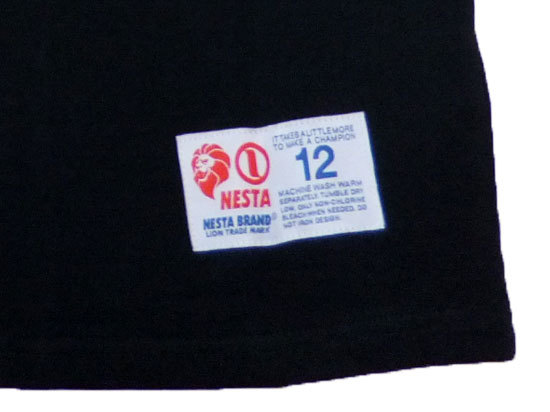 1
NESTA
NESTA BRAND©
LION TRADE MARK
IT TAKES A LITTLE MORE
TO MAKE A CHAMPION
12
MACHINE WASH WARM
SEPARATELY, TUMBLE DRY
LOW, ONLY NON-CHLORINE
BLEACH WHEN NEEDED, DO
NOT IRON DESIGN.